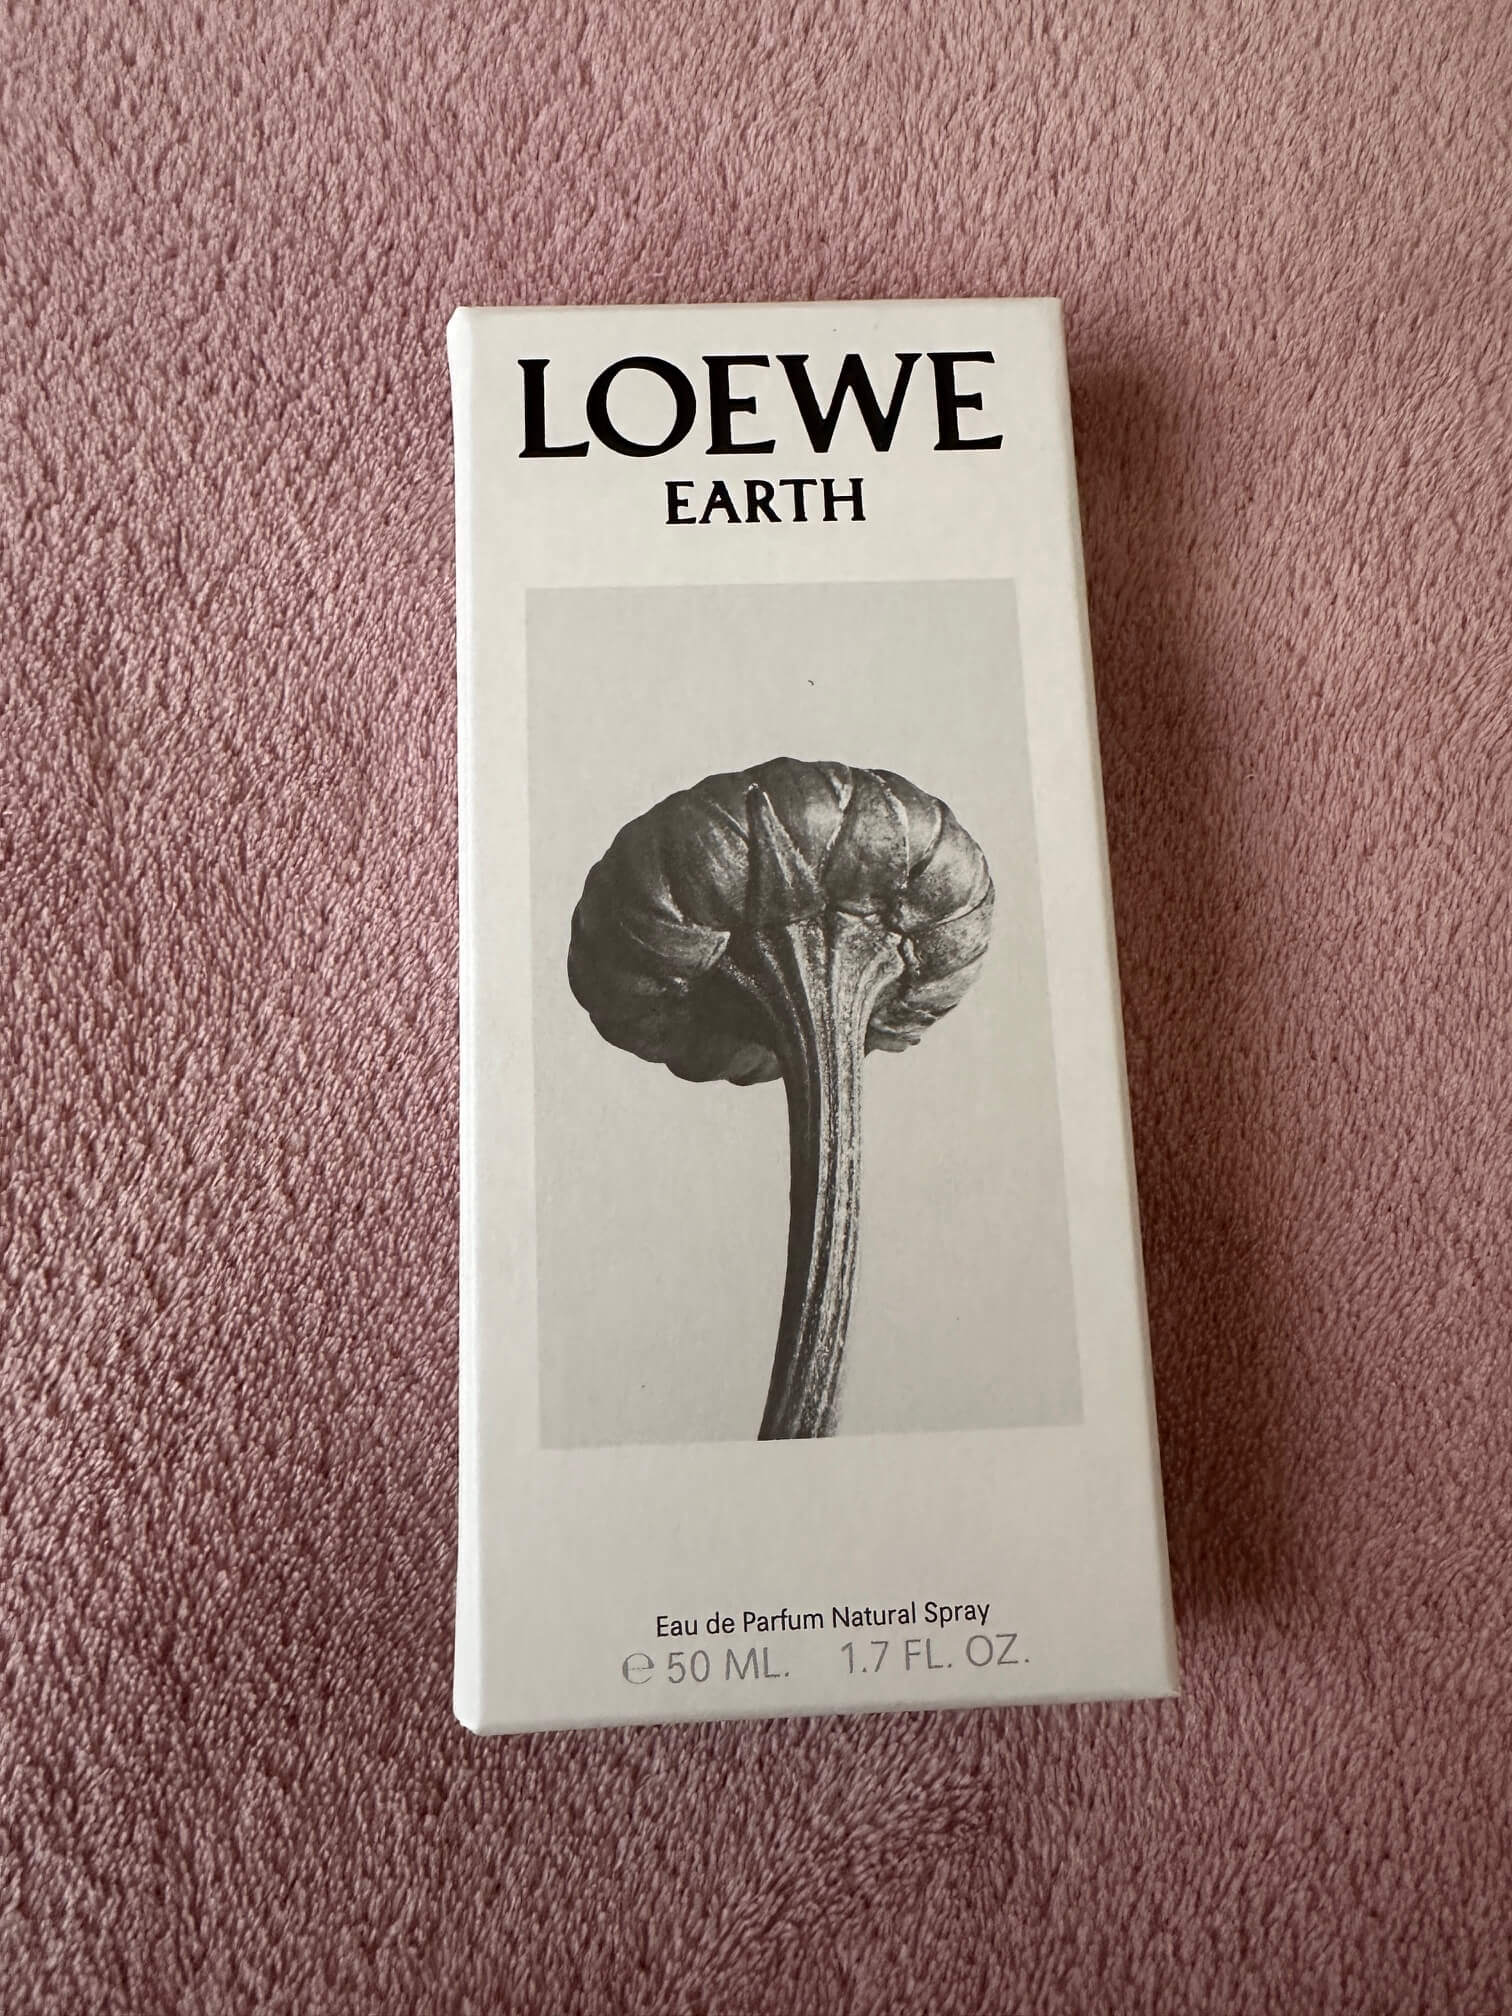 LOEWE
EARTH
Eau de Parfum Natural Spray
℮ 50 ML. 1.7 FL. OZ.